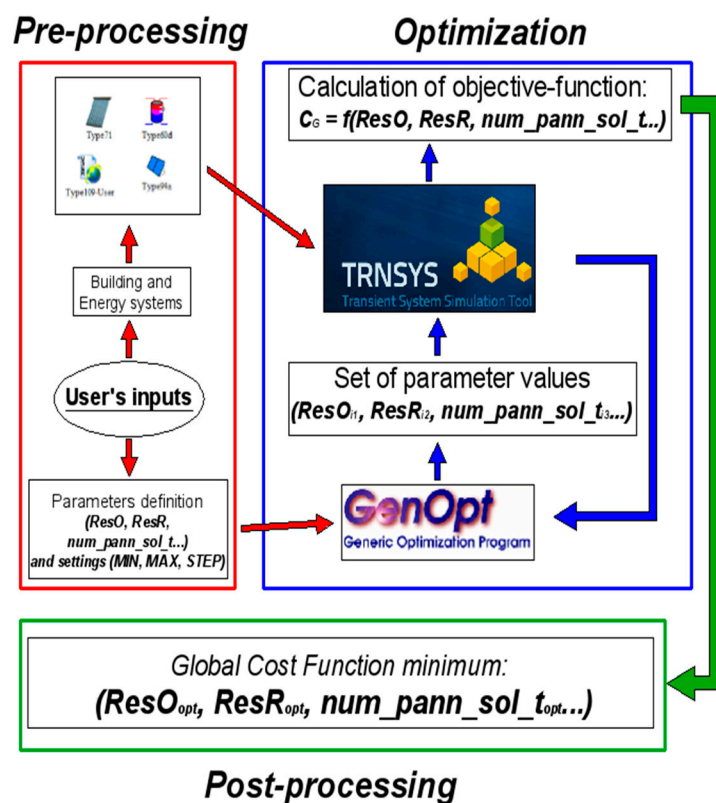 Pre-processing
Optimization
Type71
Type60d
Type109-User
Type94a
Building and
Energy systems
User's inputs
Parameters definition
(ResO, ResR,
num_pann_sol_t...)
and settings (MIN, MAX, STEP)
Calculation of objective-function:
CG = f(ResO, ResR, num_pann_sol_t..)
TRNSYS
Transient System Simulation Tool
Set of parameter values
(ResOi1, ResRi2, num_pann_sol_ti3...)
GenOpt
Generic Optimization Program
Global Cost Function minimum:
(ResOopt, ResRopt, num_pann_sol_topt...)
Post-processing